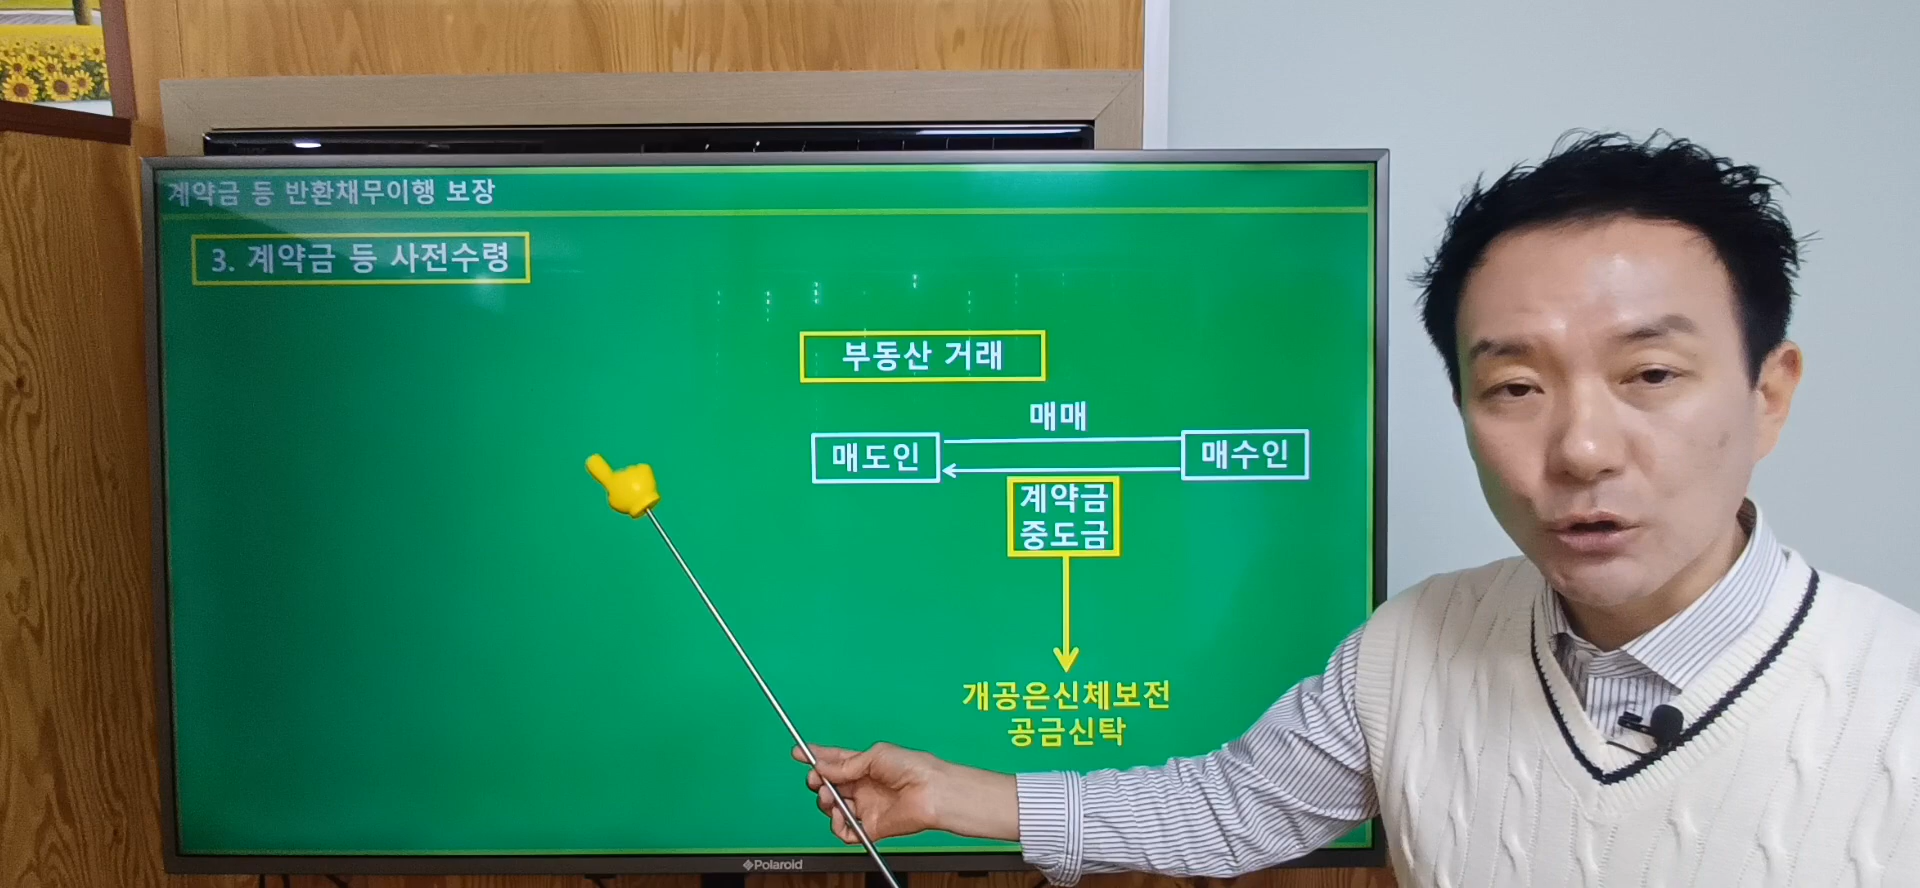 계약금 등 반환채무이행 보장
3. 계약금 등 사전수령
부동산 거래
매매
매도인
매수인
계약금
중도금
개공은신체보전
공금신탁
Polaroid